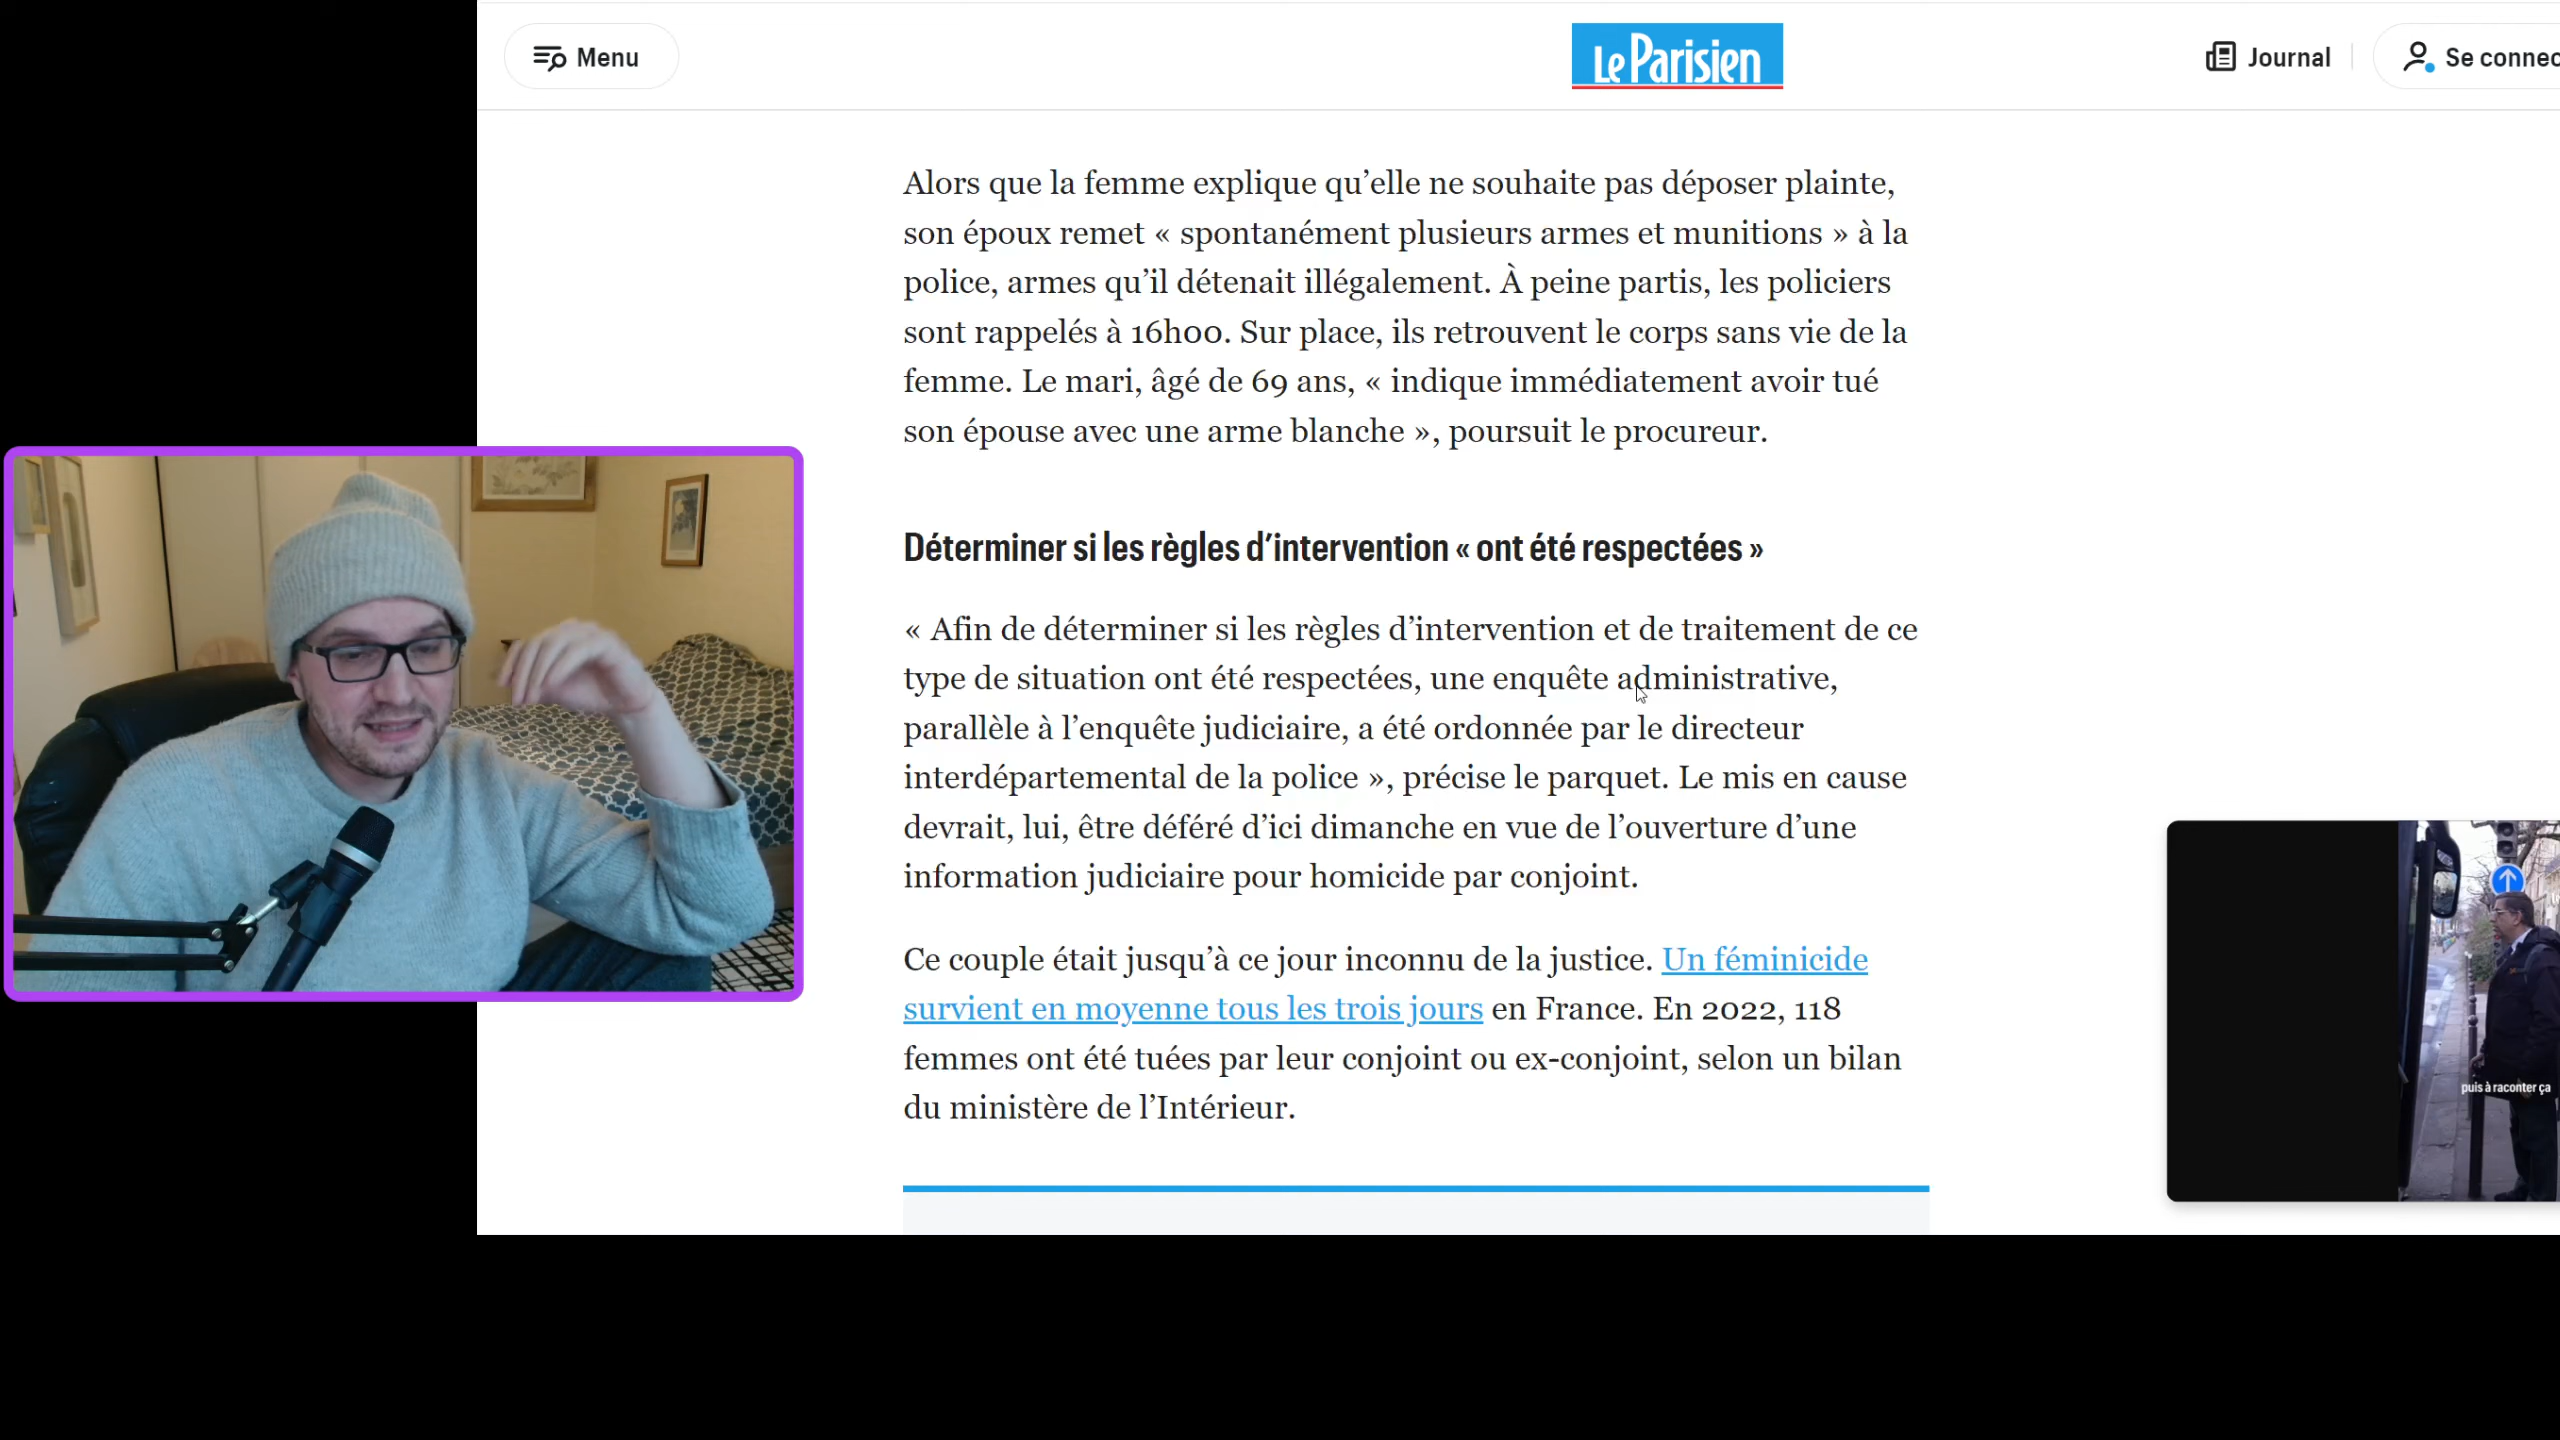 Menu
Le Parisien
Journal
Se connec
Alors que la femme explique qu’elle ne souhaite pas déposer plainte,
son époux remet « spontanément plusieurs armes et munitions » à la
police, armes qu’il détenait illégalement. À peine partis, les policiers
sont rappelés à 16h00. Sur place, ils retrouvent le corps sans vie de la
femme. Le mari, âgé de 69 ans, « indique immédiatement avoir tué
son épouse avec une arme blanche », poursuit le procureur.
Déterminer si les règles d’intervention « ont été respectées »
« Afin de déterminer si les règles d’intervention et de traitement de ce
type de situation ont été respectées, une enquête administrative,
parallèle à l’enquête judiciaire, a été ordonnée par le directeur
interdépartemental de la police », précise le parquet. Le mis en cause
devrait, lui, être déféré d’ici dimanche en vue de l’ouverture d’une
information judiciaire pour homicide par conjoint.
Ce couple était jusqu’à ce jour inconnu de la justice. Un féminicide
survient en moyenne tous les trois jours en France. En 2022, 118
femmes ont été tuées par leur conjoint ou ex-conjoint, selon un bilan
du ministère de l’Intérieur.
puis à raconter ça